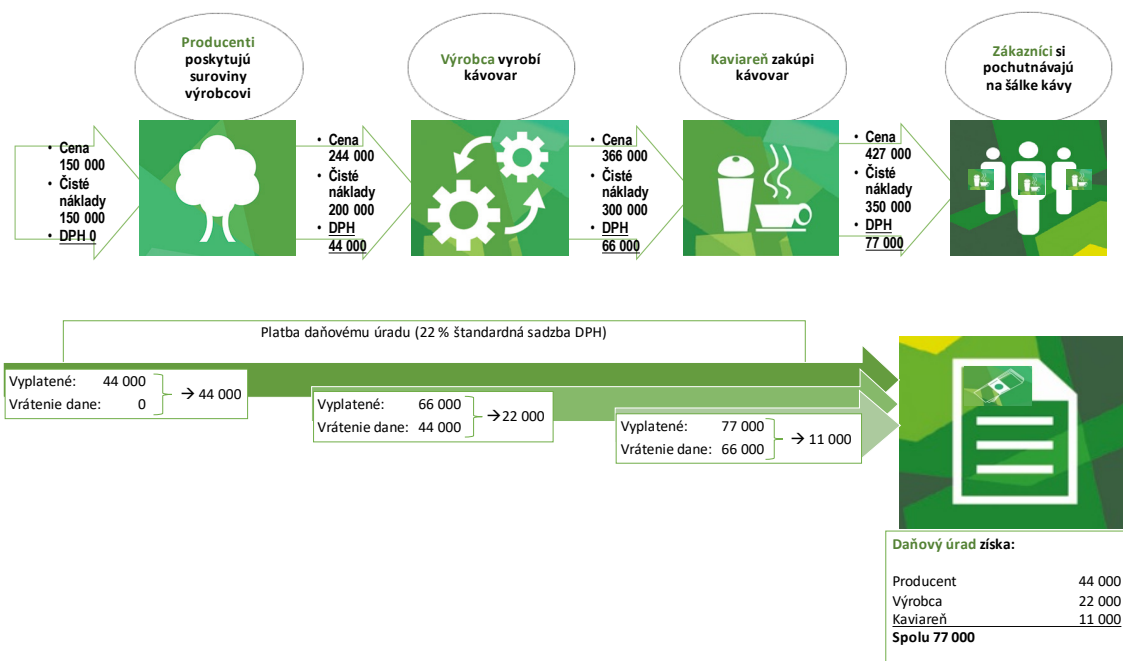 Producenti
poskytujú
suroviny
výrobcovi
Výrobca vyrobí
kávovar
Kaviareň zakúpi
kávovar
Zákazníci si
pochutnávajú
na šálke kávy
• Cena
150 000
• Čisté
náklady
150 000
• DPH 0
• Cena
244 000
• Čisté
náklady
200 000
• DPH
44 000
• Cena
366 000
• Čisté
náklady
300 000
• DPH
66 000
• Cena
427 000
• Čisté
náklady
350 000
• DPH
77 000
Platba daňovému úradu (22 % štandardná sadzba DPH)
Vyplatené: 44 000
Vrátenie dane: 0
→ 44 000
Vyplatené: 66 000
Vrátenie dane: 44 000
→22 000
Vyplatené: 77 000
Vrátenie dane: 66 000
→ 11 000
Daňový úrad získa:
Producent 44 000
Výrobca 22 000
Kaviareň 11 000
Spolu 77 000